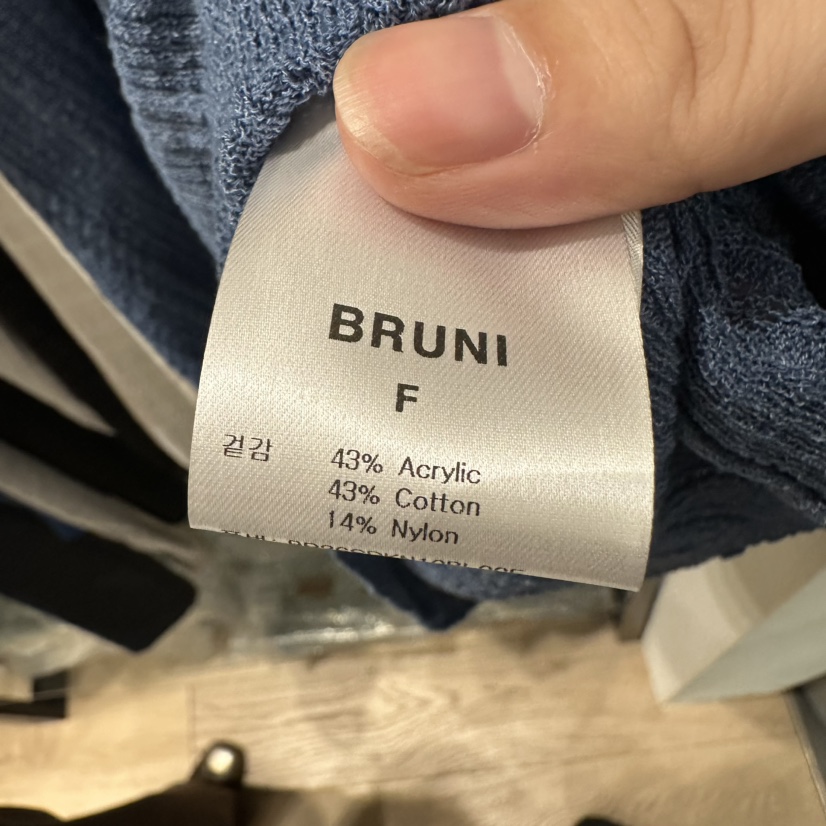 BRUNI
F
겉감 43% Acrylic
43% Cotton
14% Nylon